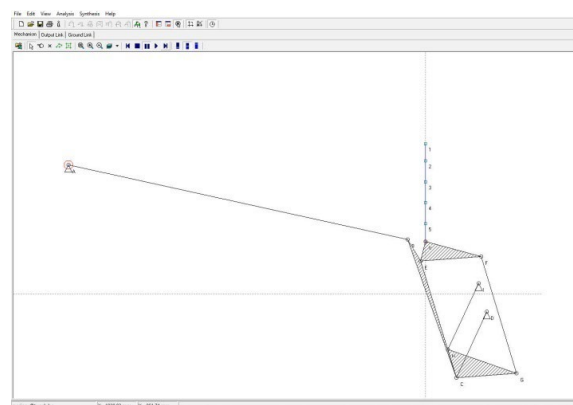 File Edit View Analysis Synthesis Help
Mechanism Output Link Ground Link
1
2
3
4
5
A
B
E
F
D
H
C
G